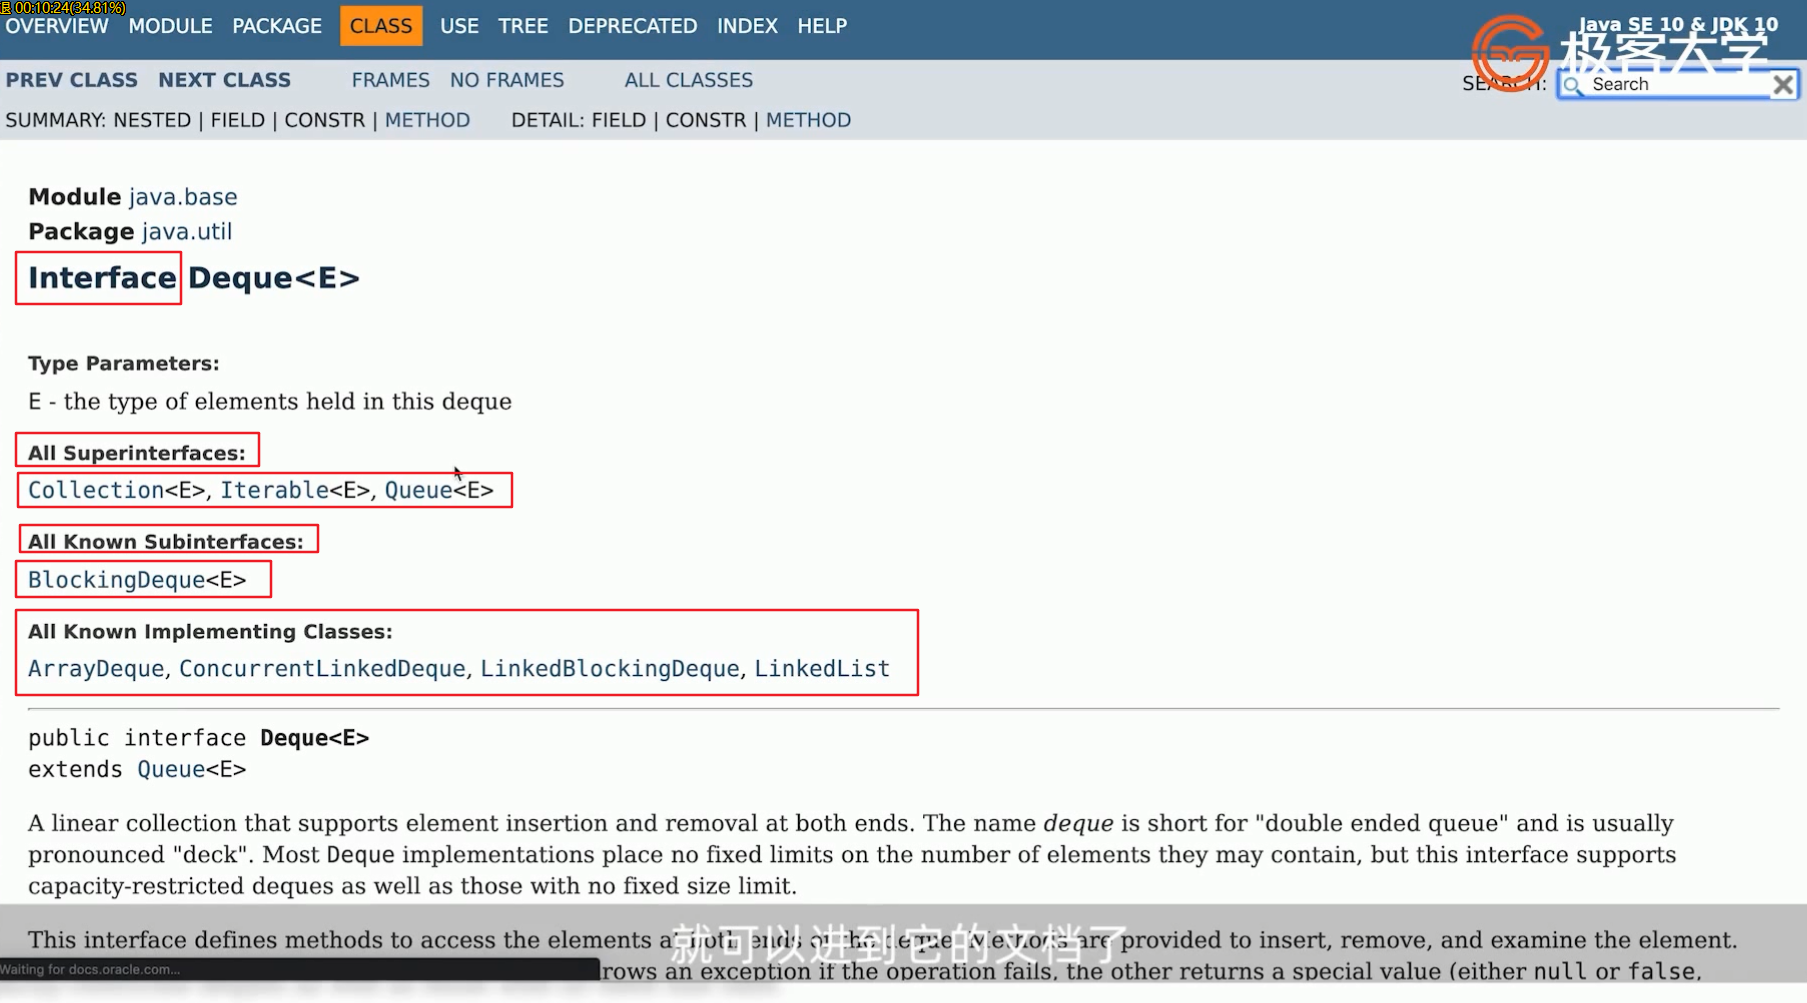 00:10:24(34.81%)
OVERVIEW MODULE PACKAGE CLASS USE TREE DEPRECATED INDEX HELP
Java SE 10 & JDK 10
极客大学
PREV CLASS NEXT CLASS FRAMES NO FRAMES ALL CLASSES
SEARCH: Search
SUMMARY: NESTED | FIELD | CONSTR | METHOD DETAIL: FIELD | CONSTR | METHOD
Module java.base
Package java.util
Interface Deque<E>
Type Parameters:
E - the type of elements held in this deque
All Superinterfaces:
Collection<E>, Iterable<E>, Queue<E>
All Known Subinterfaces:
BlockingDeque<E>
All Known Implementing Classes:
ArrayDeque, ConcurrentLinkedDeque, LinkedBlockingDeque, LinkedList
public interface Deque<E>
extends Queue<E>
A linear collection that supports element insertion and removal at both ends. The name deque is short for "double ended queue" and is usually
pronounced "deck". Most Deque implementations place no fixed limits on the number of elements they may contain, but this interface supports
capacity-restricted deques as well as those with no fixed size limit.
This interface defines methods to access the elements at both ends of the deque. Methods are provided to insert, remove, and examine the element.
就可以进到它的文档了
Waiting for docs.oracle.com...
rows an exception if the operation fails, the other returns a special value (either null or false,